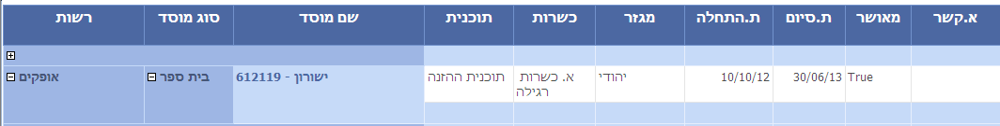 רשות סוג מוסד שם מוסד תוכנית כשרות מגזר ת.התחלה ת.סיום מאושר א.קשר
אופקים בית ספר ישורון - 612119 תוכנית ההזנה א. כשרות יהודי 10/10/12 30/06/13 True
רגילה